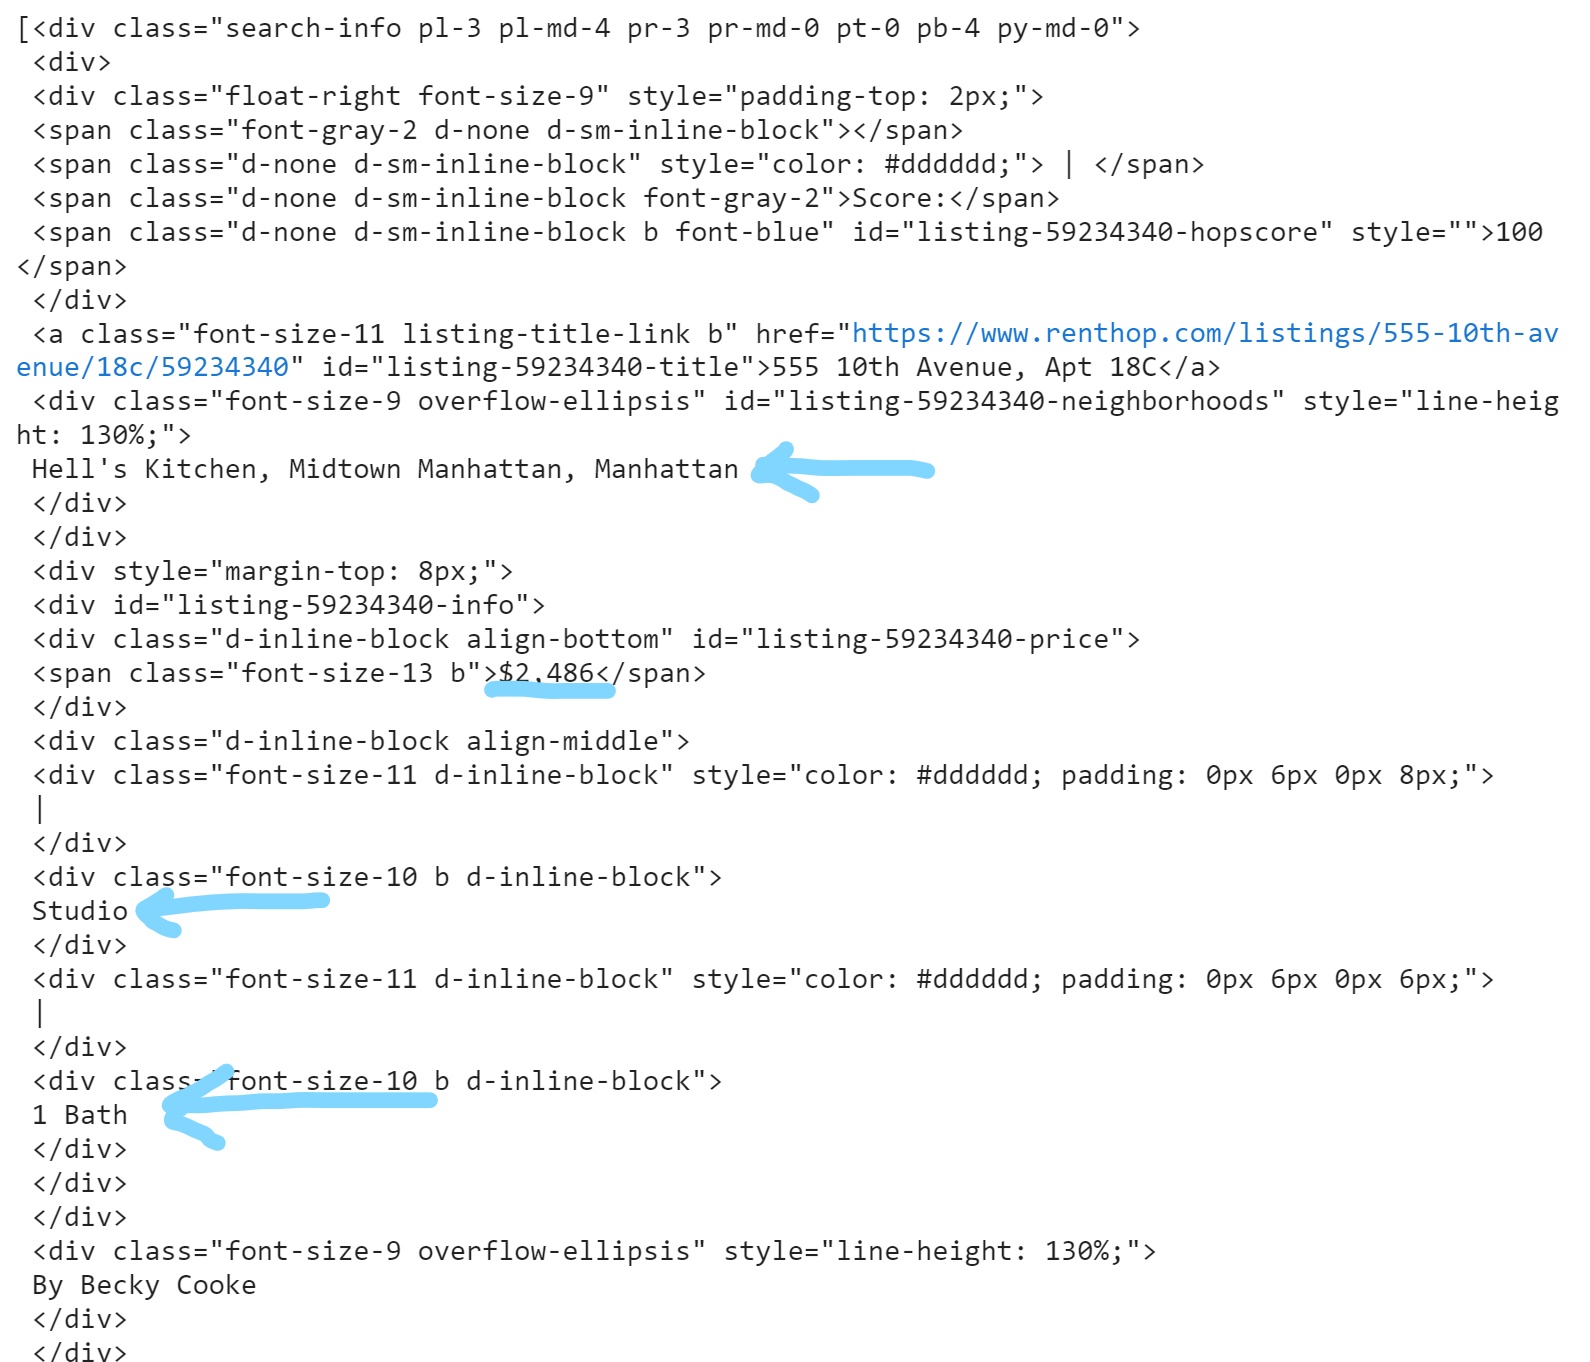 [<div class="search-info pl-3 pl-md-4 pr-3 pr-md-0 pt-0 pb-4 py-md-0">
<div>
<div class="float-right font-size-9" style="padding-top: 2px;">
<span class="font-gray-2 d-none d-sm-inline-block"></span>
<span class="d-none d-sm-inline-block" style="color: #dddddd;"> | </span>
<span class="d-none d-sm-inline-block font-gray-2">Score:</span>
<span class="d-none d-sm-inline-block b font-blue" id="listing-59234340-hopscore" style="">100
</span>
</div>
<a class="font-size-11 listing-title-link b" href="https://www.renthop.com/listings/555-10th-av
enue/18c/59234340" id="listing-59234340-title">555 10th Avenue, Apt 18C</a>
<div class="font-size-9 overflow-ellipsis" id="listing-59234340-neighborhoods" style="line-heig
ht: 130%;">
Hell's Kitchen, Midtown Manhattan, Manhattan
</div>
</div>
<div style="margin-top: 8px;">
<div id="listing-59234340-info">
<div class="d-inline-block align-bottom" id="listing-59234340-price">
<span class="font-size-13 b">$2,486</span>
</div>
<div class="d-inline-block align-middle">
<div class="font-size-11 d-inline-block" style="color: #dddddd; padding: 0px 6px 0px 8px;">
|
</div>
<div class="font-size-10 b d-inline-block">
Studio
</div>
<div class="font-size-11 d-inline-block" style="color: #dddddd; padding: 0px 6px 0px 6px;">
|
</div>
<div class="font-size-10 b d-inline-block">
1 Bath
</div>
</div>
</div>
<div class="font-size-9 overflow-ellipsis" style="line-height: 130%;">
By Becky Cooke
</div>
</div>